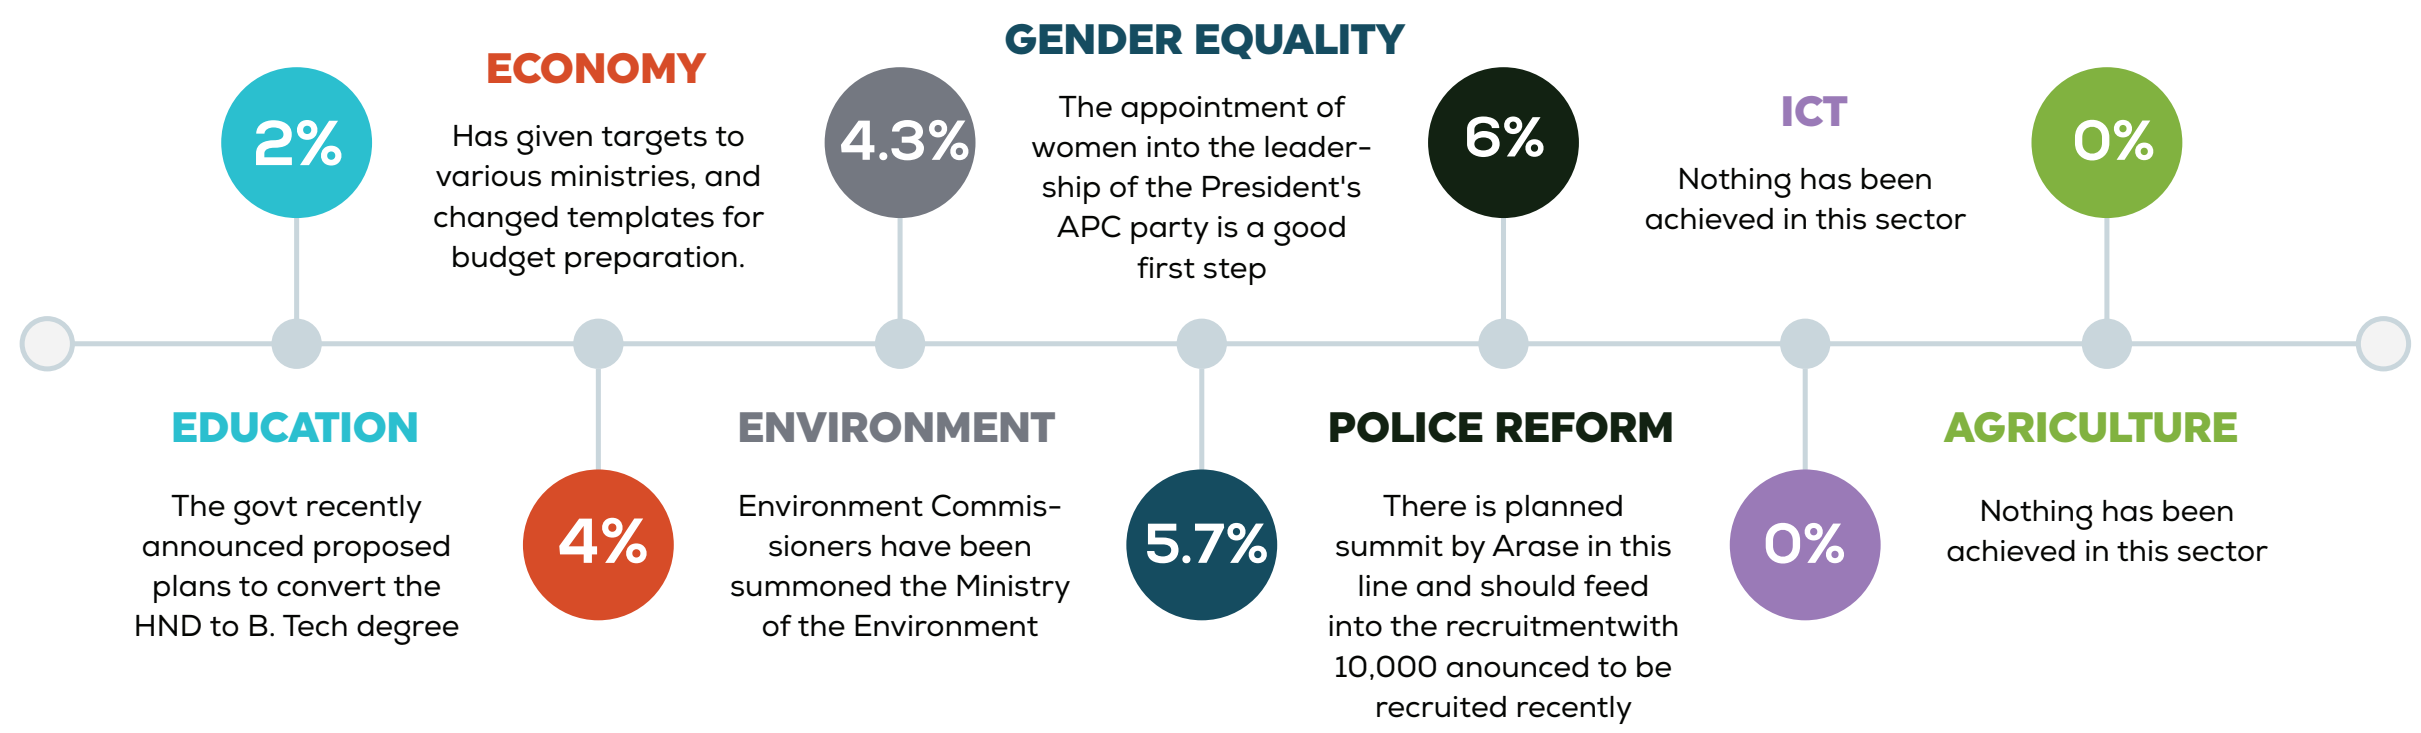 2%
EDUCATION
The govt recently
announced proposed
plans to convert the
HND to B. Tech degree
ECONOMY
Has given targets to
various ministries, and
changed templates for
budget preparation.
4%
4.3%
ENVIRONMENT
Environment Commis-
sioners have been
summoned the Ministry
of the Environment
GENDER EQUALITY
The appointment of
women into the leader-
ship of the President's
APC party is a good
first step
5.7%
6%
POLICE REFORM
There is planned
summit by Arase in this
line and should feed
into the recruitmentwith
10,000 anounced to be
recruited recently
ICT
Nothing has been
achieved in this sector
0%
0%
AGRICULTURE
Nothing has been
achieved in this sector